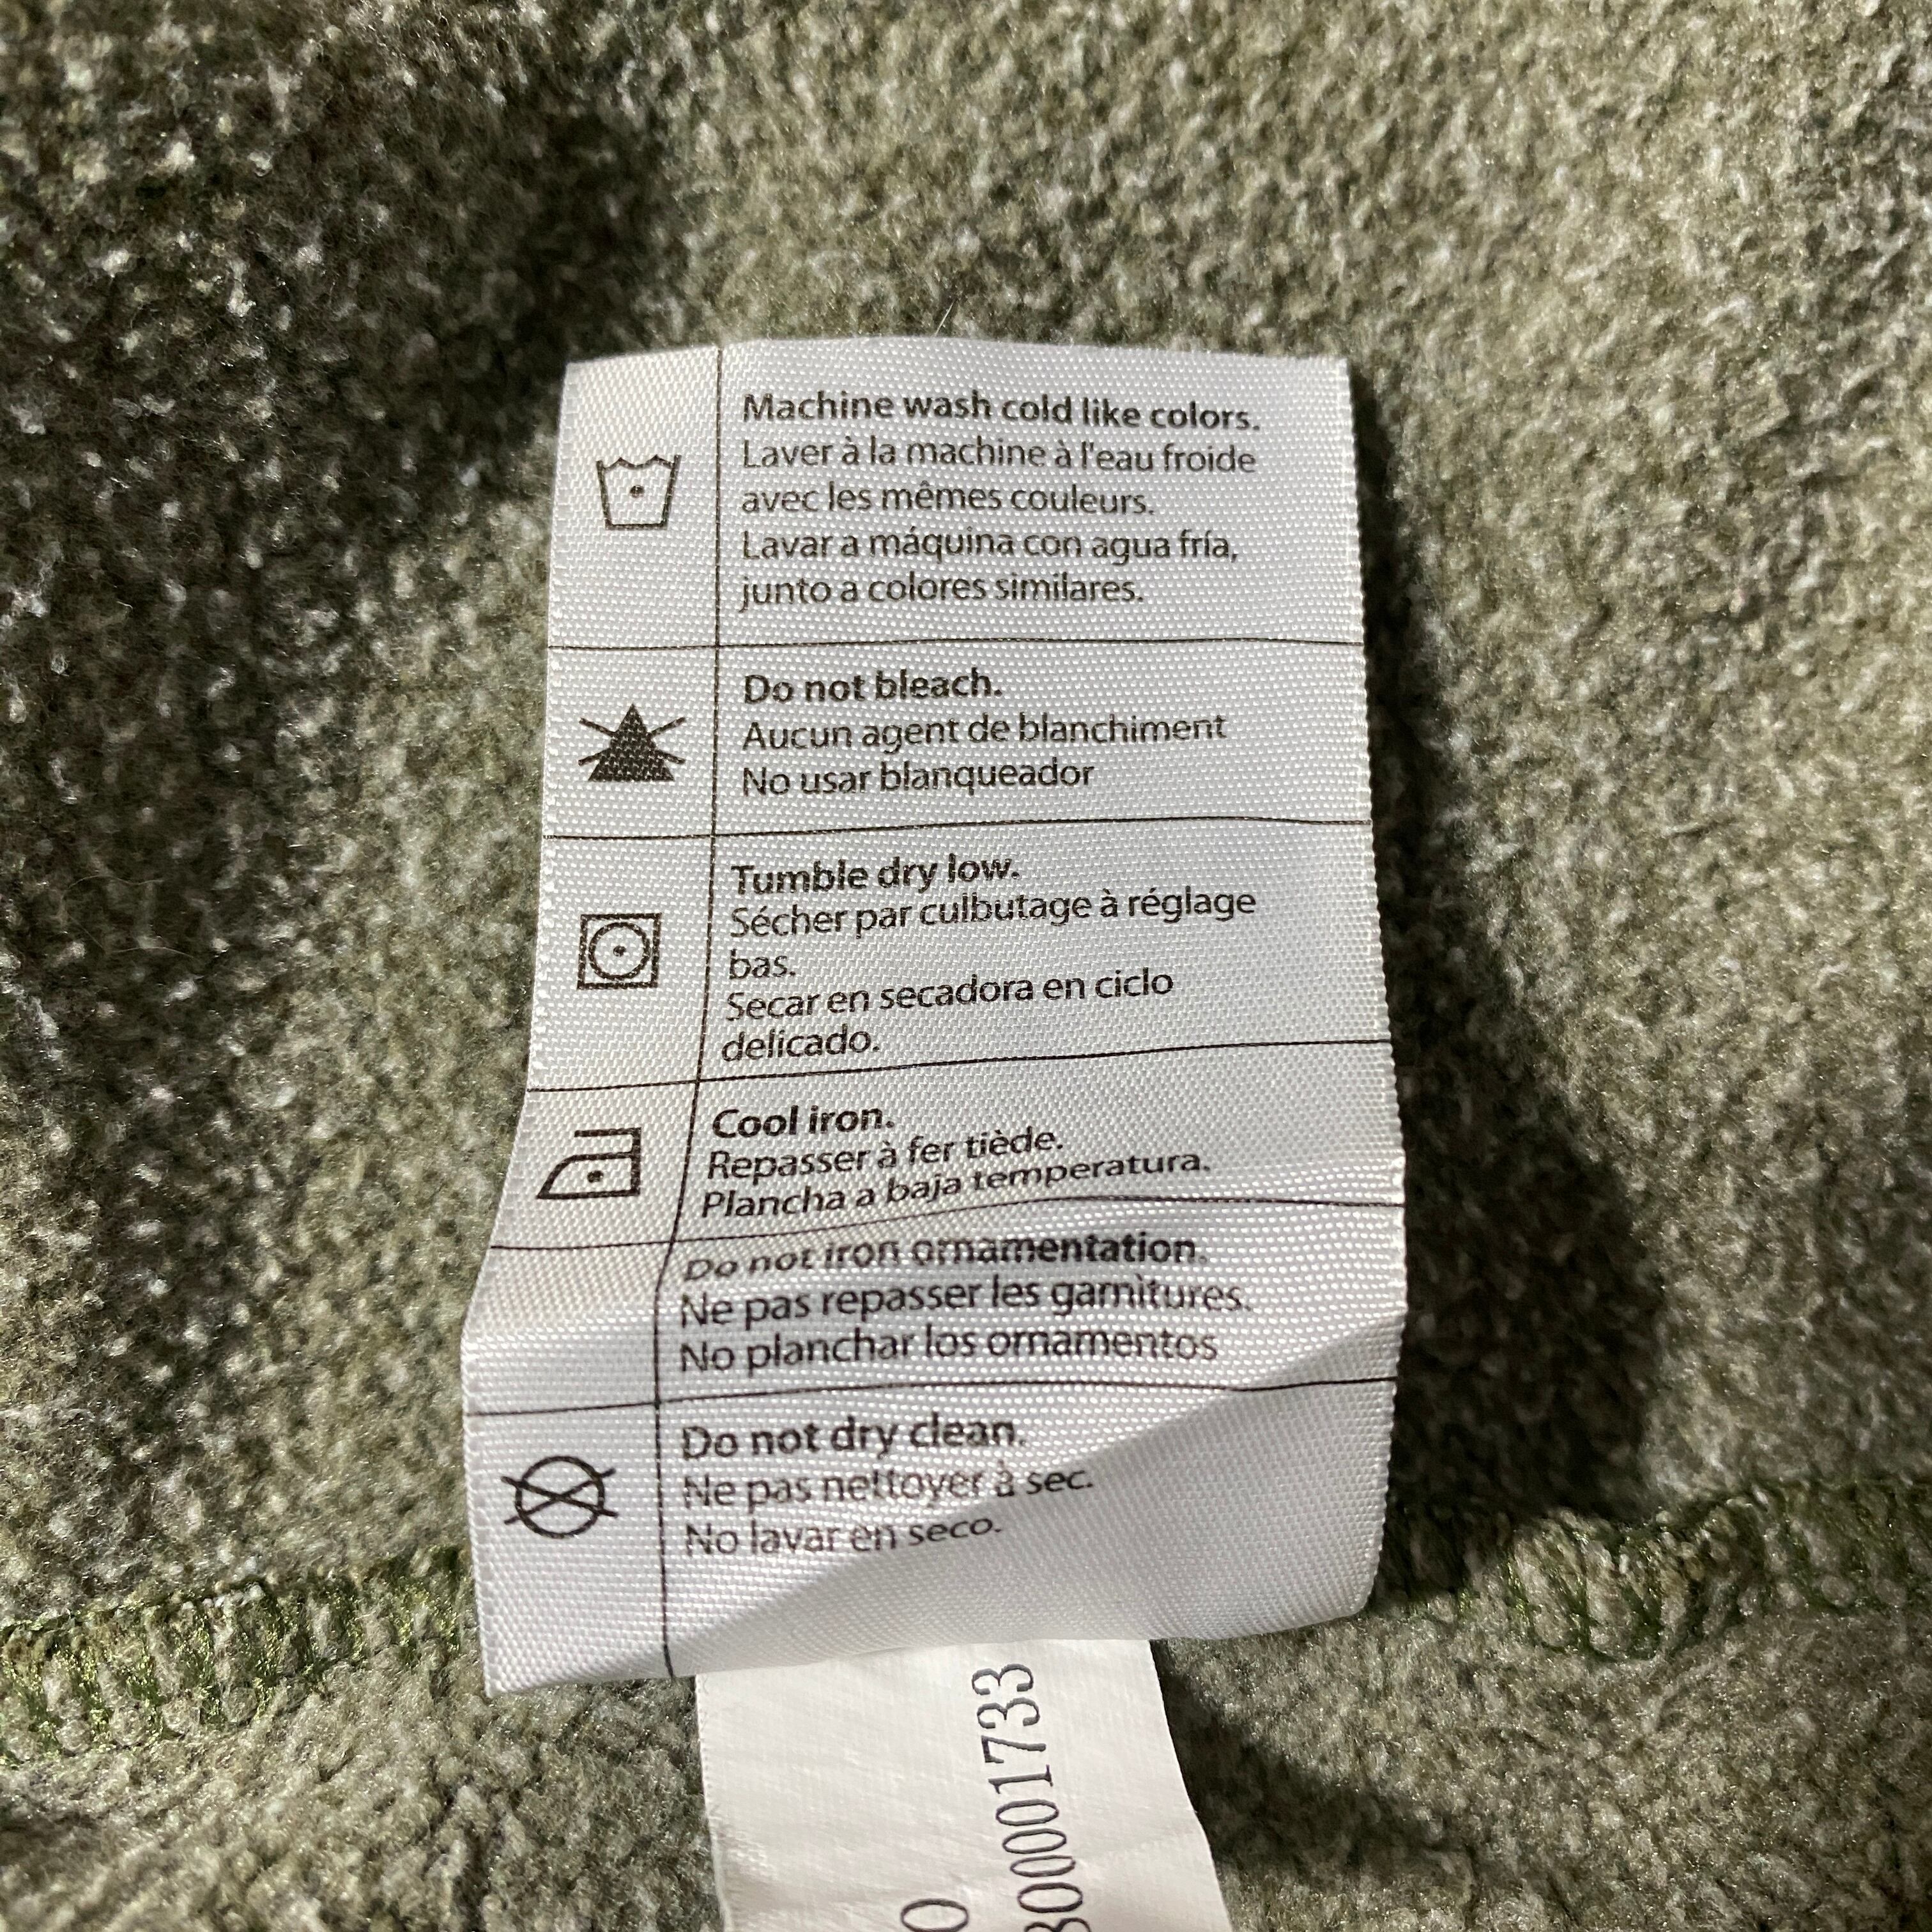 Machine wash cold like colors.
Laver à la machine à l'eau froide
avec les mêmes couleurs.
Lavar a máquina con agua fría,
junto a colores similares.
Do not bleach.
Aucun agent de blanchiment
No usar blanqueador
Tumble dry low.
Sécher par culbutage à réglage
bas.
Secar en secadora en ciclo
delicado.
Cool iron.
Repasser à fer tiède.
Plancha a baja temperatura.
Do not iron ornamentation.
Ne pas repasser les garnitures.
No planchar los ornamentos
Do not dry clean.
Ne pas nettoyer à sec.
No lavar en seco.
00001733